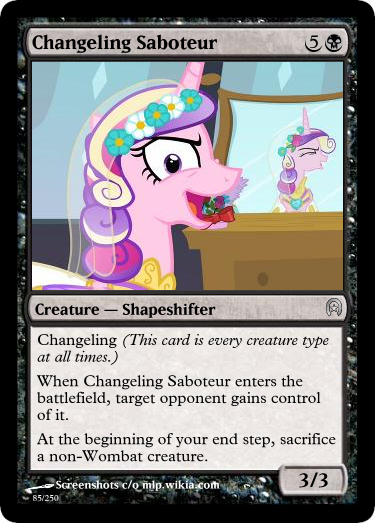 Changeling Saboteur 5
Creature — Shapeshifter
Changeling (This card is every creature type
at all times.)
When Changeling Saboteur enters the
battlefield, target opponent gains control
of it.
At the beginning of your end step, sacrifice
a non-Wombat creature.
3/3
Screenshots c/o mlp.wikia.com
85/250